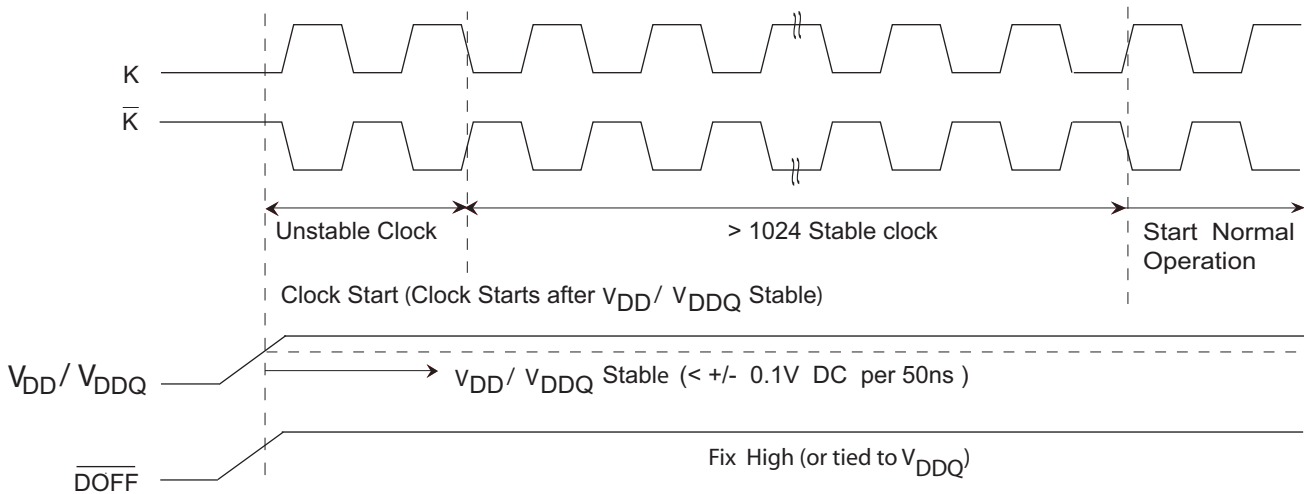 K
K̅
Unstable Clock
> 1024 Stable clock
Start Normal
Operation
Clock Start (Clock Starts after VDD/ VDDQ Stable)
VDD/ VDDQ
VDD/ VDDQ Stable (< +/- 0.1V DC per 50ns )
Fix High (or tied to VDDQ)
D̅O̅F̅F̅